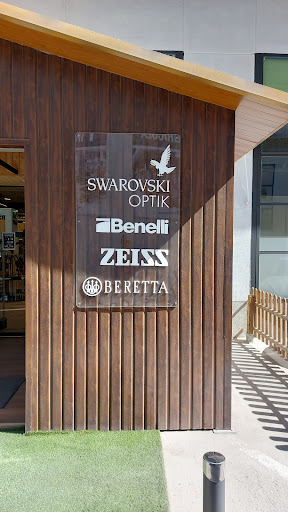 SWAROVSKI
OPTIK
Benelli
ZEISS
BERETTA